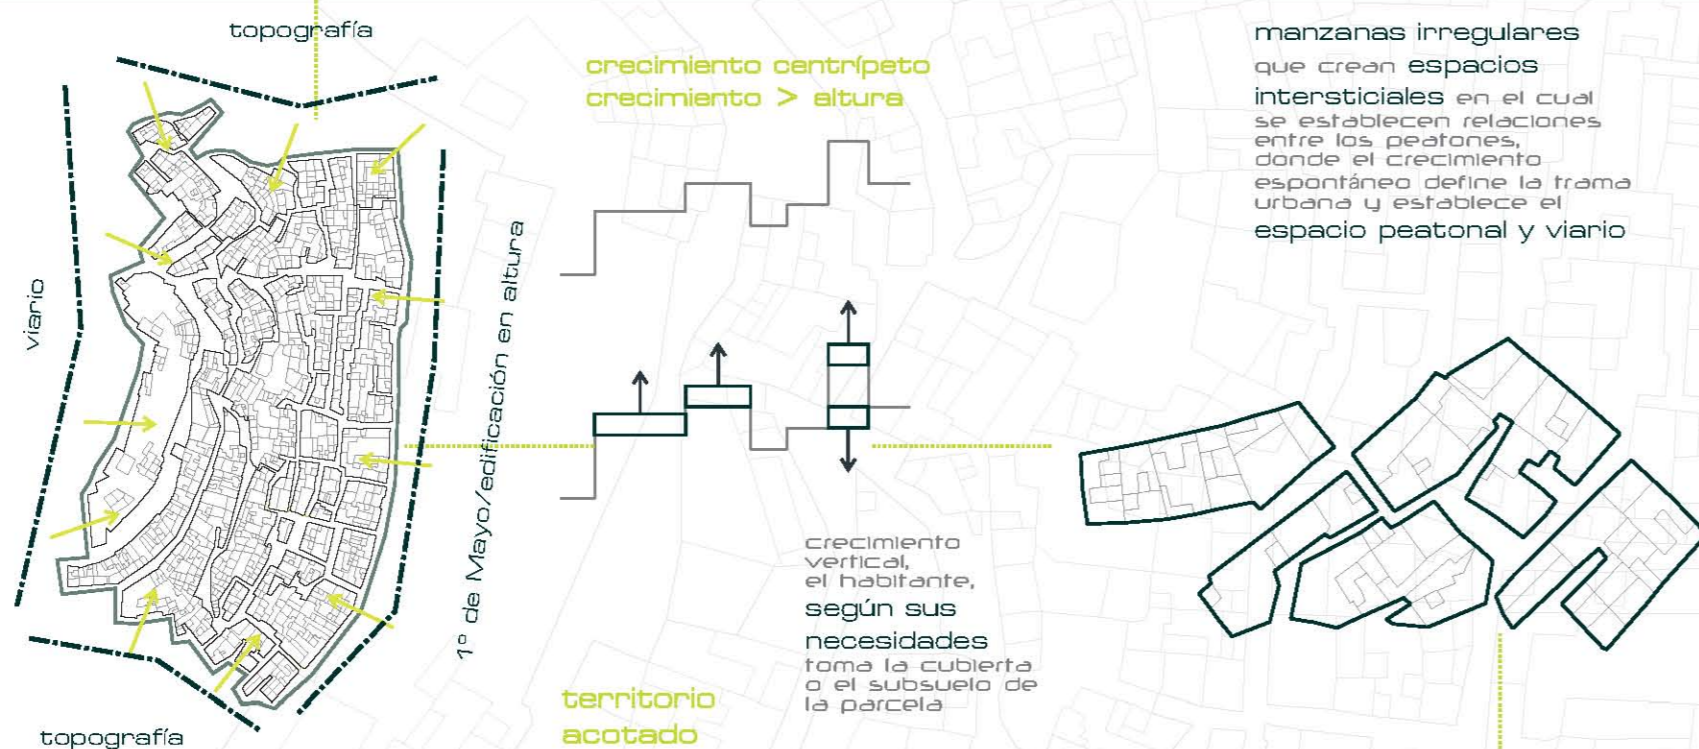 topografía
viario
1º de Mayo/edificación en altura
topografía
crecimiento centrípeto
crecimiento > altura
crecimiento
vertical,
el habitante,
según sus
necesidades
toma la cubierta
o el subsuelo de
la parcela
territorio
acotado
manzanas irregulares
que crean espacios
intersticiales en el cual
se establecen relaciones
entre los peatones,
donde el crecimiento
espontáneo define la trama
urbana y establece el
espacio peatonal y viario